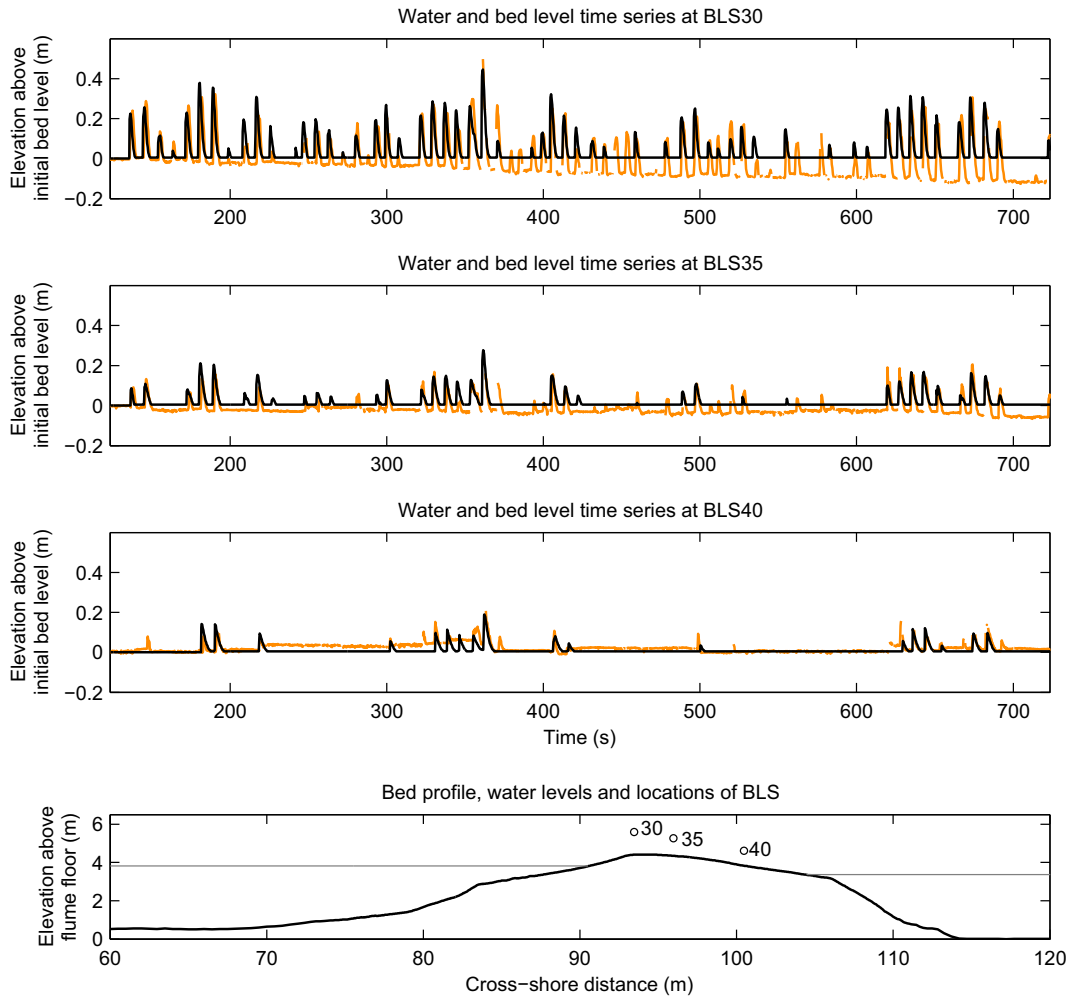 Water and bed level time series at BLS30
Elevation above
initial bed level (m)
0.4
0.2
0
−0.2
200 300 400 500 600 700
Water and bed level time series at BLS35
Elevation above
initial bed level (m)
0.4
0.2
0
−0.2
200 300 400 500 600 700
Water and bed level time series at BLS40
Elevation above
initial bed level (m)
0.4
0.2
0
−0.2
200 300 400 500 600 700
Time (s)
Bed profile, water levels and locations of BLS
Elevation above
flume floor (m)
6
4
2
0
30
35
40
60 70 80 90 100 110 120
Cross−shore distance (m)